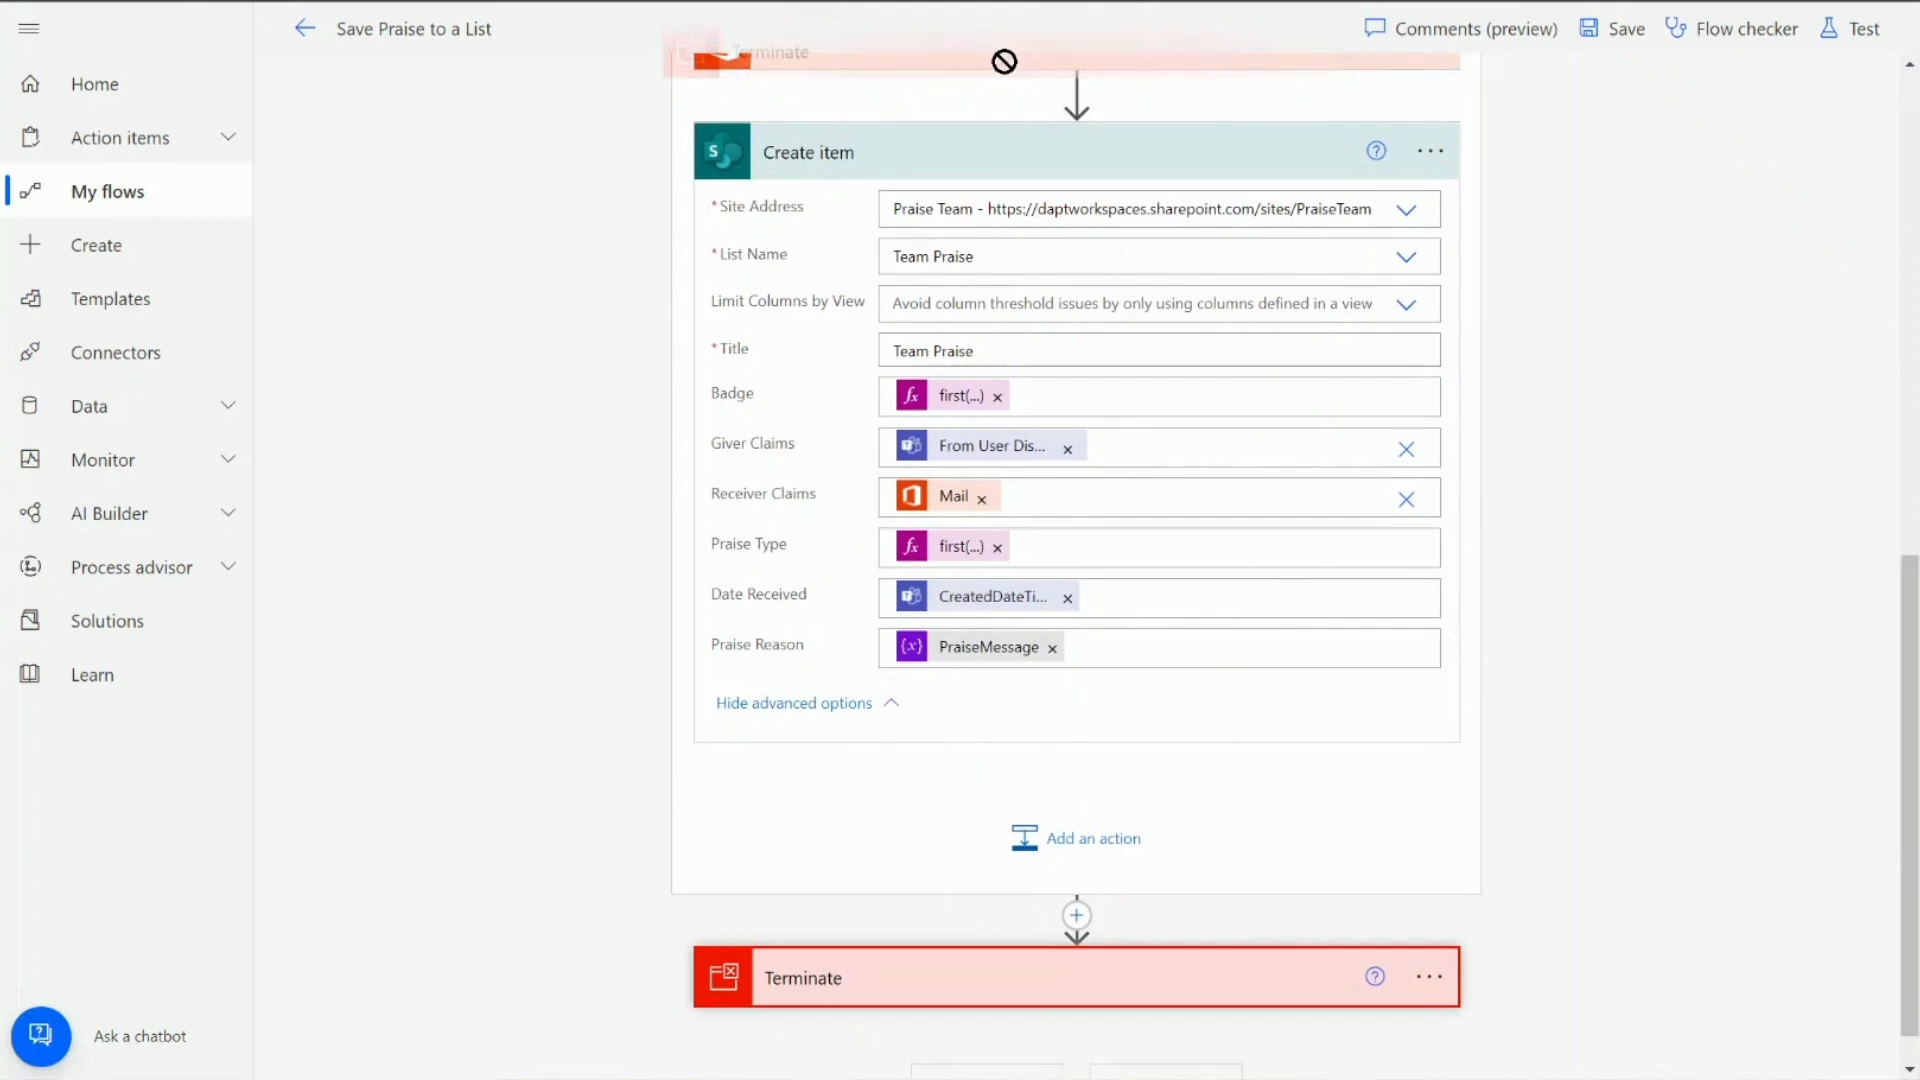 Save Praise to a List
Comments (preview)
Save
Flow checker
Test
Home
Action items
My flows
Create
Templates
Connectors
Data
Monitor
AI Builder
Process advisor
Solutions
Learn
Ask a chatbot
Terminate
S
Create item
?
...
* Site Address
Praise Team - https://daptworkspaces.sharepoint.com/sites/PraiseTeam
* List Name
Team Praise
Limit Columns by View
Avoid column threshold issues by only using columns defined in a view
* Title
Team Praise
Badge
fx first(...) ×
Giver Claims
From User Dis... ×
Receiver Claims
Mail ×
Praise Type
fx first(...) ×
Date Received
CreatedDateTi... ×
Praise Reason
{x} PraiseMessage ×
Hide advanced options
Add an action
Terminate
?
...